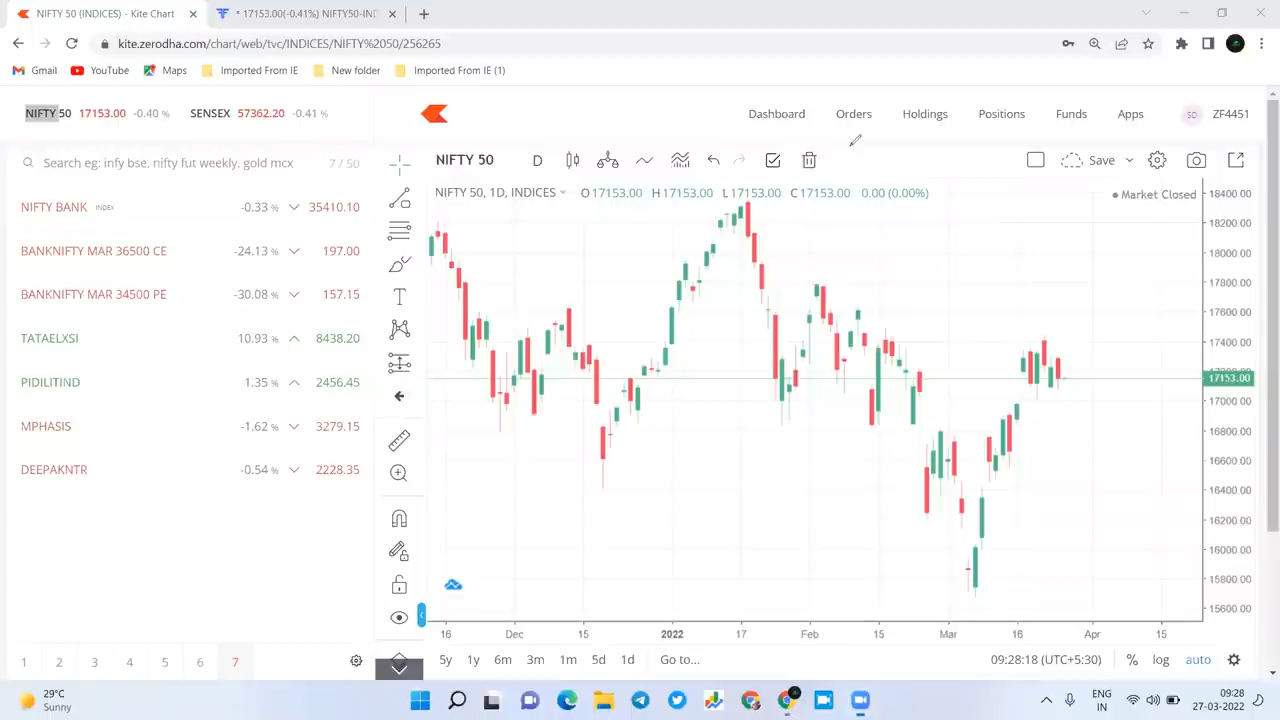 NIFTY 50 (INDICES) - Kite Chart
* 17153.00(-0.41%) NIFTY50-IND
kite.zerodha.com/chart/web/tvc/INDICES/NIFTY%2050/256265
Gmail YouTube Maps Imported From IE New folder Imported From IE (1)
NIFTY 50 17153.00 -0.40 % SENSEX 57362.20 -0.41 %
Dashboard Orders Holdings Positions Funds Apps SD ZF4451
Search eg: infy bse, nifty fut weekly, gold mcx 7 / 50
NIFTY 50 D Save
NIFTY 50, 1D, INDICES O17153.00 H17153.00 L17153.00 C17153.00 0.00 (0.00%) Market Closed
NIFTY BANK INDEX -0.33 % 35410.10
BANKNIFTY MAR 36500 CE -24.13 % 197.00
BANKNIFTY MAR 34500 PE -30.08 % 157.15
TATAELXSI 10.93 % 8438.20
PIDILITIND 1.35 % 2456.45
MPHASIS -1.62 % 3279.15
DEEPAKNTR -0.54 % 2228.35
18400.00
18200.00
18000.00
17800.00
17600.00
17400.00
17153.00
17000.00
16800.00
16600.00
16400.00
16200.00
16000.00
15800.00
15600.00
16 Dec 15 2022 17 Feb 15 Mar 16 Apr 15
1 2 3 4 5 6 7
5y 1y 6m 3m 1m 5d 1d Go to... 09:28:18 (UTC+5:30) % log auto
29°C
Sunny
ENG
IN
09:28
27-03-2022